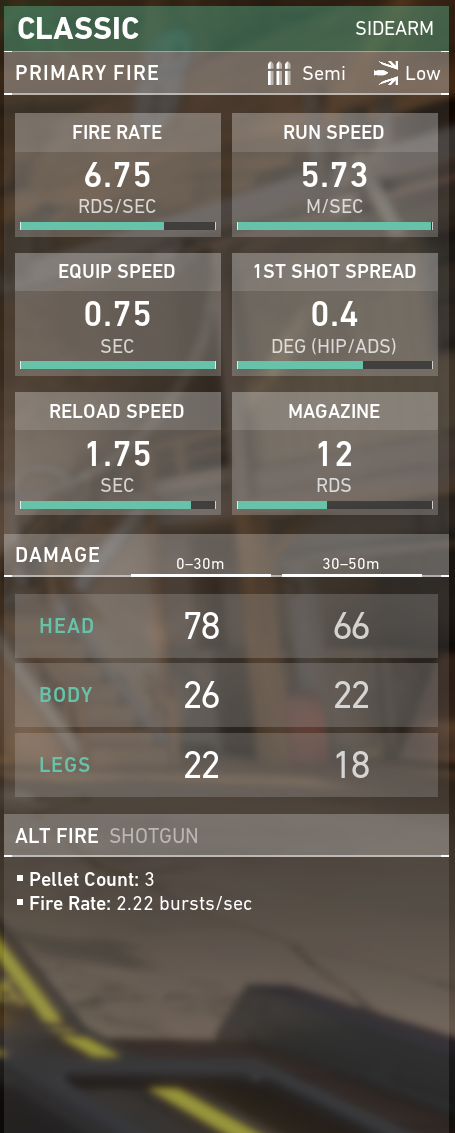 CLASSIC SIDEARM
PRIMARY FIRE Semi Low
FIRE RATE RUN SPEED
6.75 5.73
RDS/SEC M/SEC
EQUIP SPEED 1ST SHOT SPREAD
0.75 0.4
SEC DEG (HIP/ADS)
RELOAD SPEED MAGAZINE
1.75 12
SEC RDS
DAMAGE 0–30m 30–50m
HEAD 78 66
BODY 26 22
LEGS 22 18
ALT FIRE SHOTGUN
▪ Pellet Count: 3
▪ Fire Rate: 2.22 bursts/sec